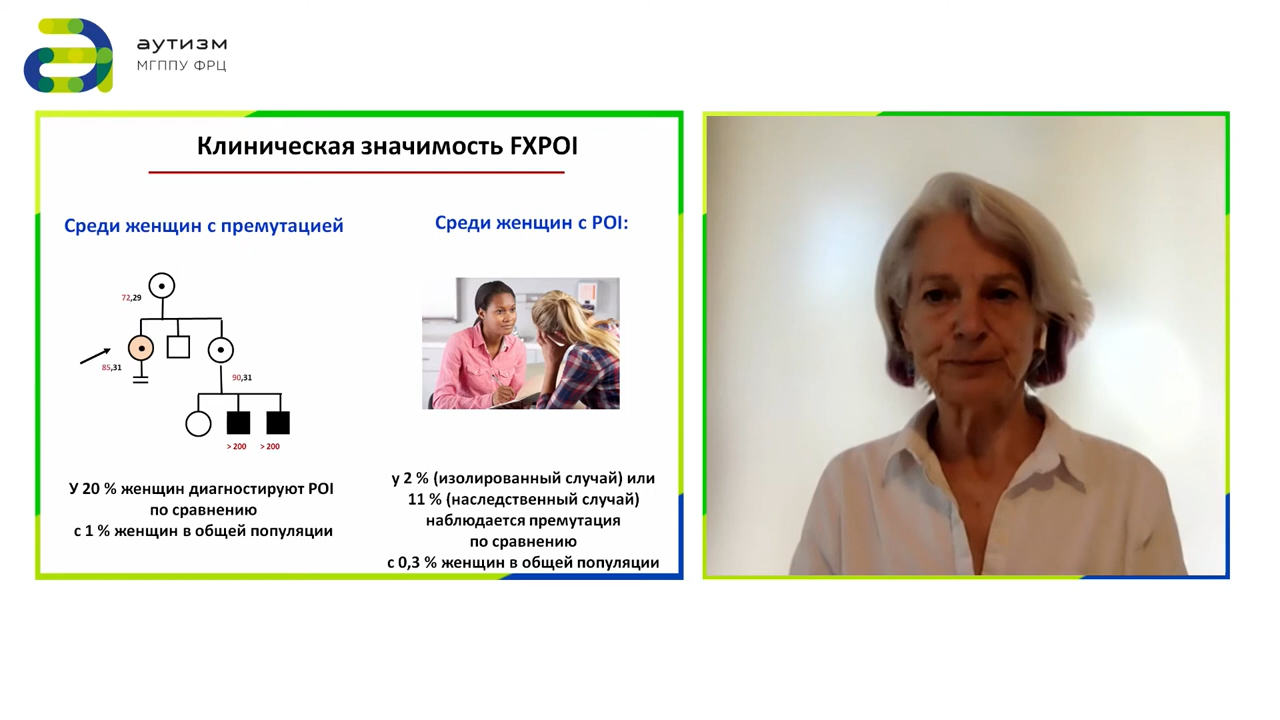 аутизм
МГППУ ФРЦ
Клиническая значимость FXPOI
Среди женщин с премутацией
72,29
85,31
90,31
> 200
> 200
У 20 % женщин диагностируют POI
по сравнению
с 1 % женщин в общей популяции
Среди женщин с POI:
у 2 % (изолированный случай) или
11 % (наследственный случай)
наблюдается премутация
по сравнению
с 0,3 % женщин в общей популяции